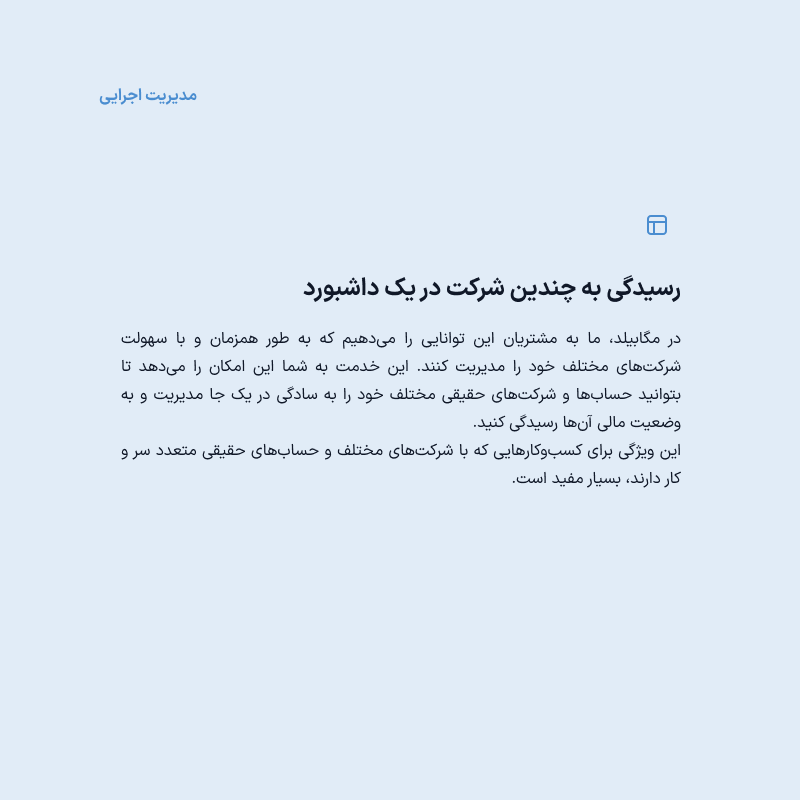 مدیریت اجرایی
رسیدگی به چندین شرکت در یک داشبورد
در مگابیلد، ما به مشتریان این توانایی را می‌دهیم که به طور همزمان و با سهولت
شرکت‌های مختلف خود را مدیریت کنند. این خدمت به شما این امکان را می‌دهد تا
بتوانید حساب‌ها و شرکت‌های حقیقی مختلف خود را به سادگی در یک جا مدیریت و به
وضعیت مالی آن‌ها رسیدگی کنید.
این ویژگی برای کسب‌وکارهایی که با شرکت‌های مختلف و حساب‌های حقیقی متعدد سر و
کار دارند، بسیار مفید است.